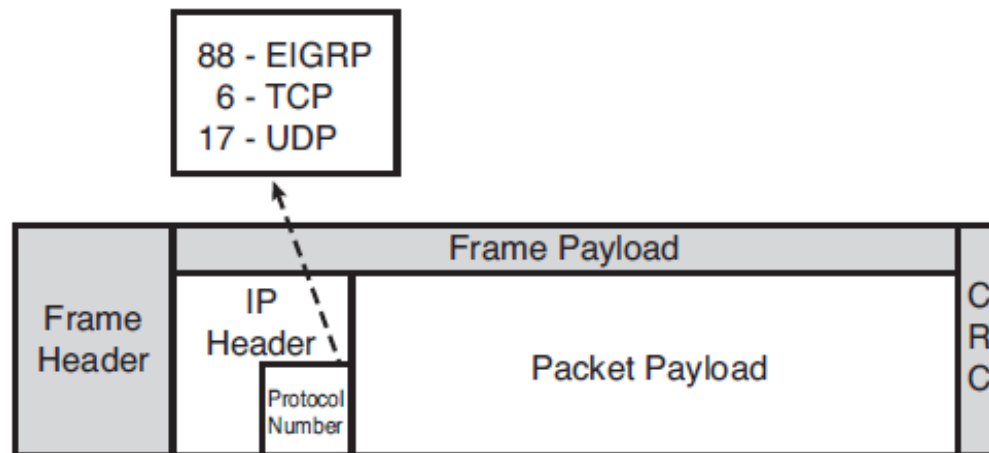 88 - EIGRP
6 - TCP
17 - UDP
Frame Payload
Frame
Header
IP
Header
Protocol
Number
Packet Payload
C
R
C